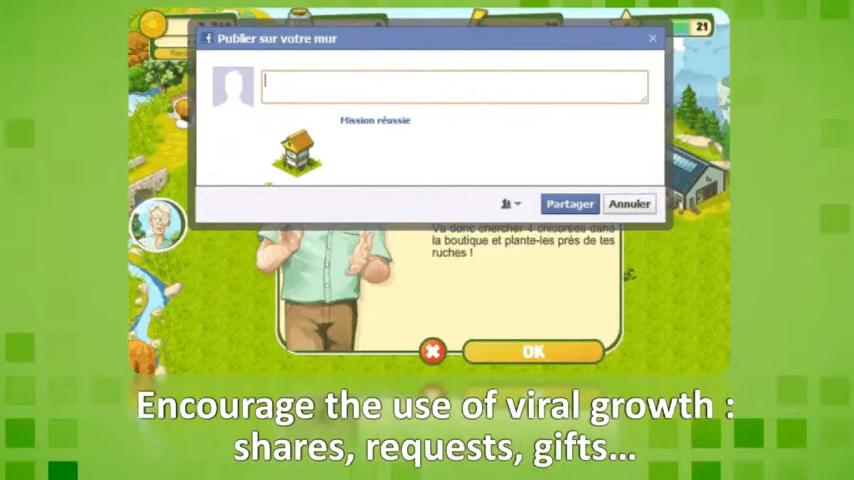 21
Publier sur votre mur
Mission réussie
Partager
Annuler
Va donc chercher 4 chicorées dans
la boutique et plante-les près de tes
ruches !
OK
Encourage the use of viral growth :
shares, requests, gifts...